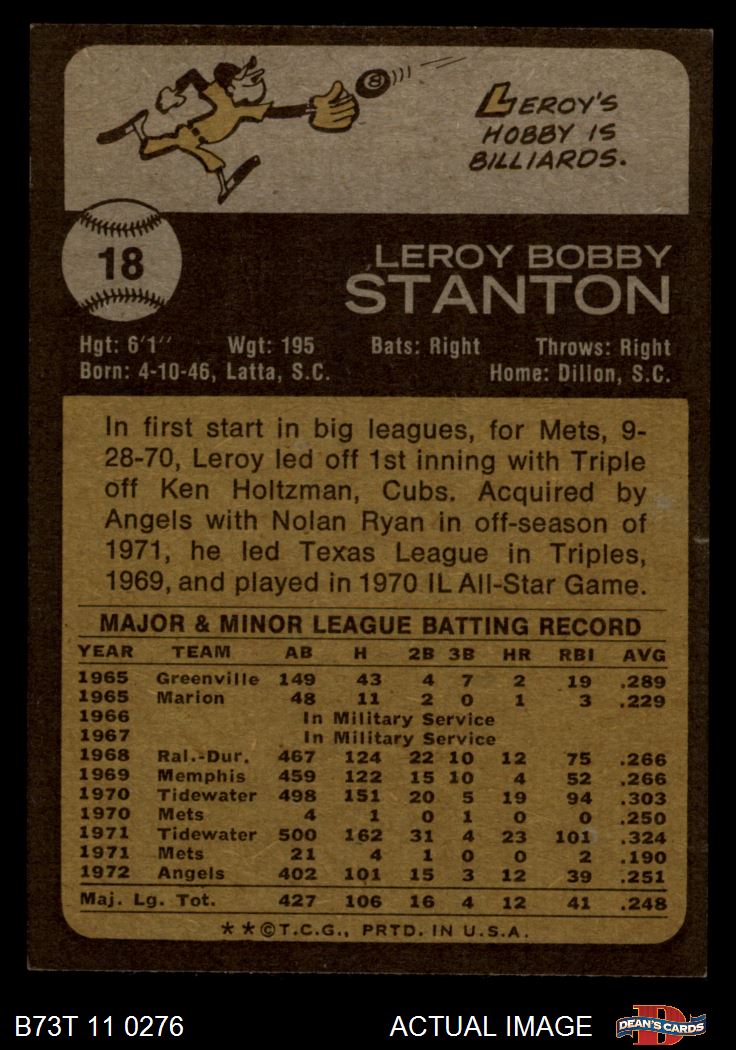 8
LEROY'S
HOBBY IS
BILLIARDS.
18
LEROY BOBBY
STANTON
Hgt: 6'1" Wgt: 195 Bats: Right Throws: Right
Born: 4-10-46, Latta, S.C. Home: Dillon, S.C.
In first start in big leagues, for Mets, 9-
28-70, Leroy led off 1st inning with Triple
off Ken Holtzman, Cubs. Acquired by
Angels with Nolan Ryan in off-season of
1971, he led Texas League in Triples,
1969, and played in 1970 IL All-Star Game.
MAJOR & MINOR LEAGUE BATTING RECORD
YEAR TEAM AB H 2B 3B HR RBI AVG
1965 Greenville 149 43 4 7 2 19 .289
1965 Marion 48 11 2 0 1 3 .229
1966 In Military Service
1967 In Military Service
1968 Ral.-Dur. 467 124 22 10 12 75 .266
1969 Memphis 459 122 15 10 4 52 .266
1970 Tidewater 498 151 20 5 19 94 .303
1970 Mets 4 1 0 1 0 0 .250
1971 Tidewater 500 162 31 4 23 101 .324
1971 Mets 21 4 1 0 0 2 .190
1972 Angels 402 101 15 3 12 39 .251
Maj. Lg. Tot. 427 106 16 4 12 41 .248
**©T.C.G., PRTD. IN U.S.A.
B73T 11 0276 ACTUAL IMAGE D DEAN'S CARDS